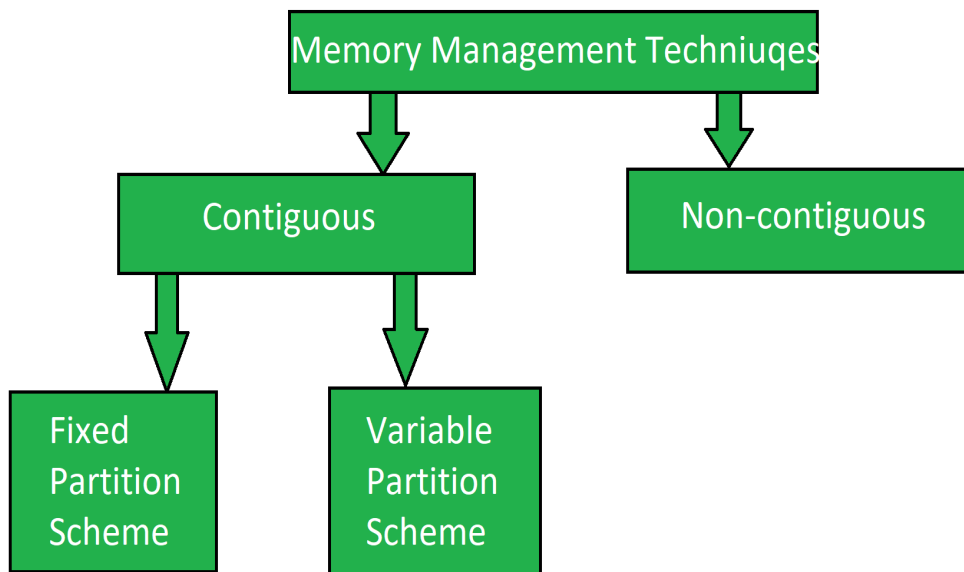 Memory Management Techniuqes
Contiguous
Non-contiguous
Fixed
Partition
Scheme
Variable
Partition
Scheme